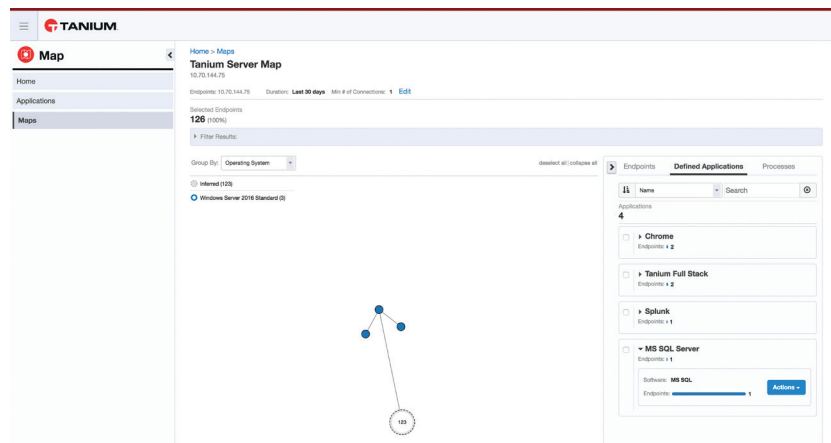 TANIUM
Map
Home
Applications
Maps
Home > Maps
Tanium Server Map
10.70.144.75
Endpoints: 10.70.144.75 Duration: Last 30 days Min # of Connections: 1 Edit
Selected Endpoints
126 (100%)
Filter Results:
Group By: Operating System
deselect all | collapse all
Inferred (123)
Windows Server 2016 Standard (3)
123
Endpoints Defined Applications Processes
Name Search
Applications
4
Chrome
Endpoints: 2
Tanium Full Stack
Endpoints: 2
Splunk
Endpoints: 1
MS SQL Server
Endpoints: 1
Software: MS SQL
Endpoints: 1
Actions